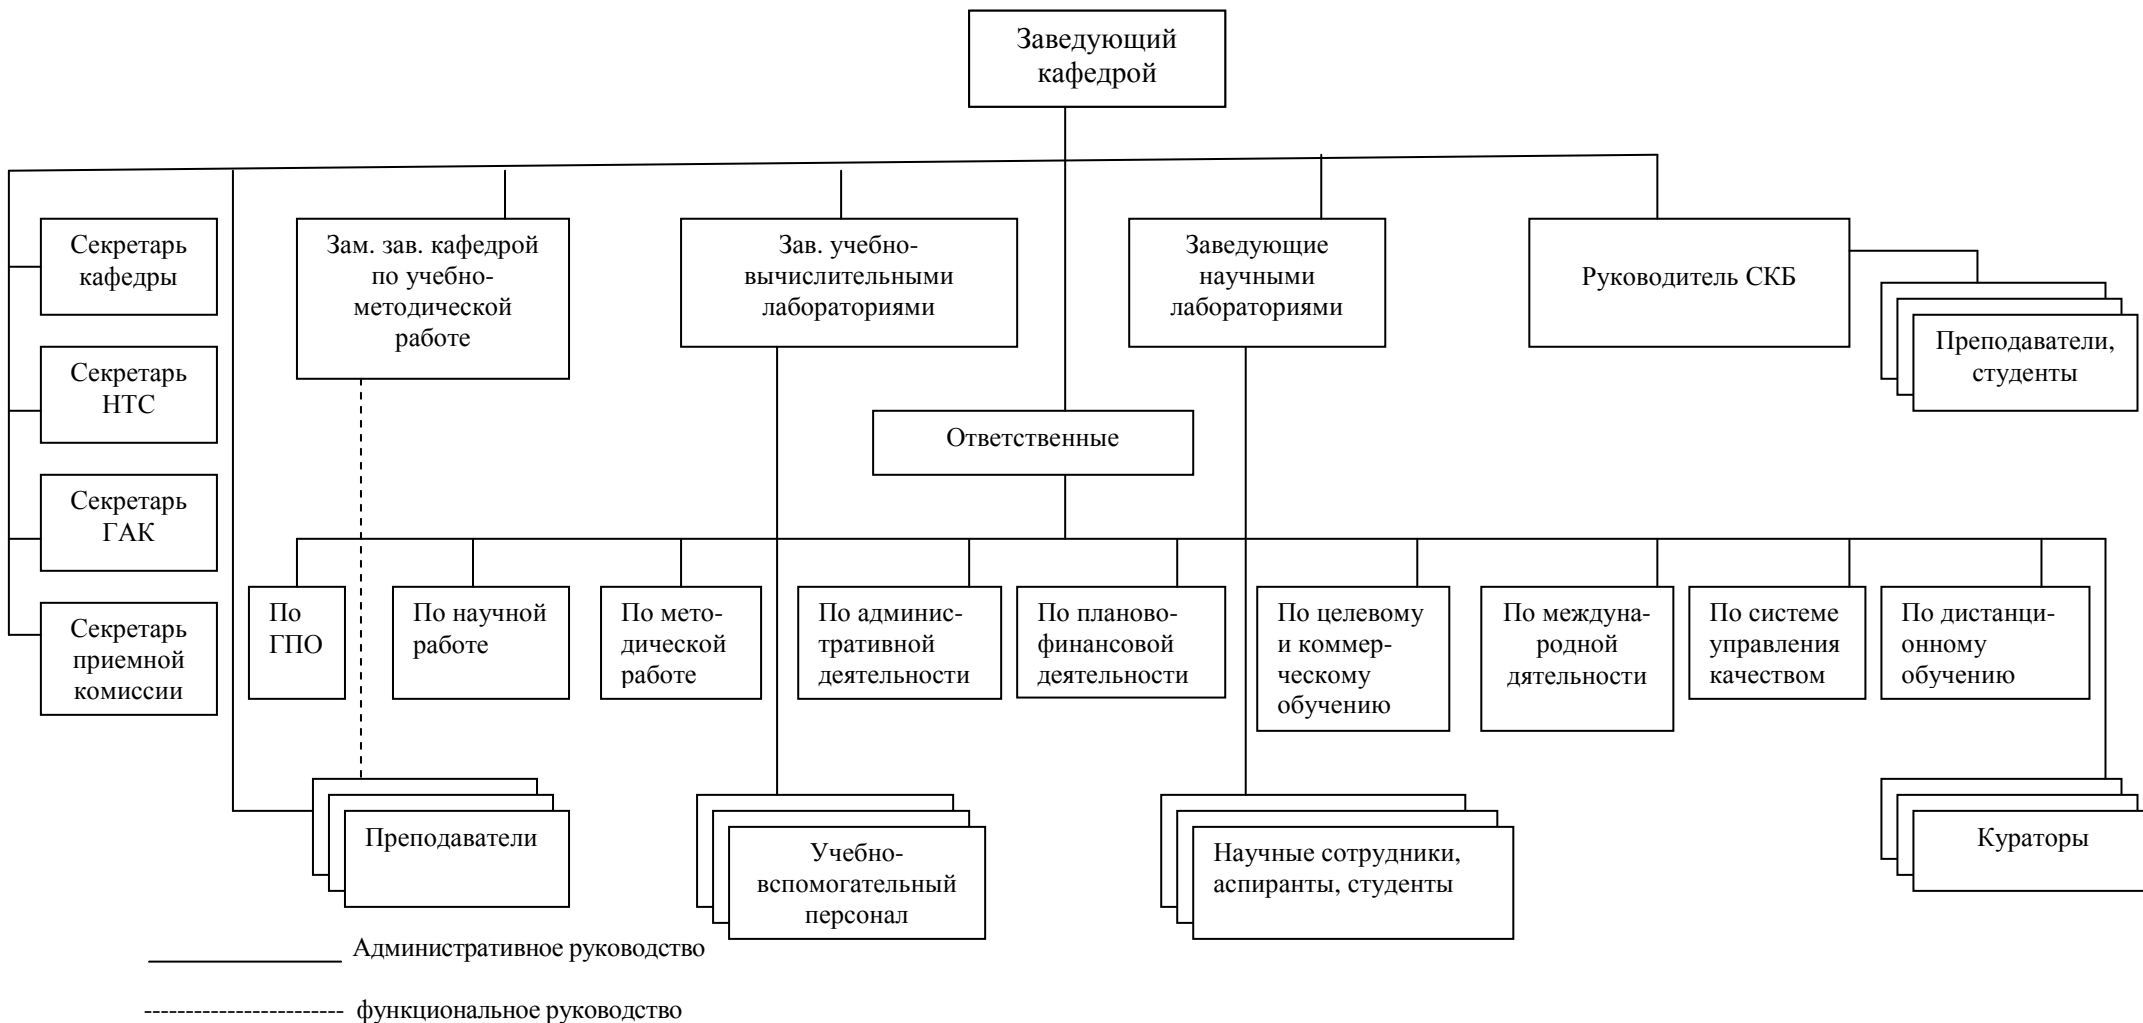 Заведующий
кафедрой
Секретарь
кафедры
Зам. зав. кафедрой
по учебно-
методической
работе
Зав. учебно-
вычислительными
лабораториями
Заведующие
научными
лабораториями
Руководитель СКБ
Преподаватели,
студенты
Секретарь
НТС
Ответственные
Секретарь
ГАК
Секретарь
приемной
комиссии
По
ГПО
По научной
работе
По мето-
дической
работе
По админис-
тративной
деятельности
По планово-
финансовой
деятельности
По целевому
и коммер-
ческому
обучению
По междуна-
родной
дятельности
По системе
управления
качеством
По дистанци-
онному
обучению
Преподаватели
Учебно-
вспомогательный
персонал
Научные сотрудники,
аспиранты, студенты
Кураторы
Административное руководство
функциональное руководство